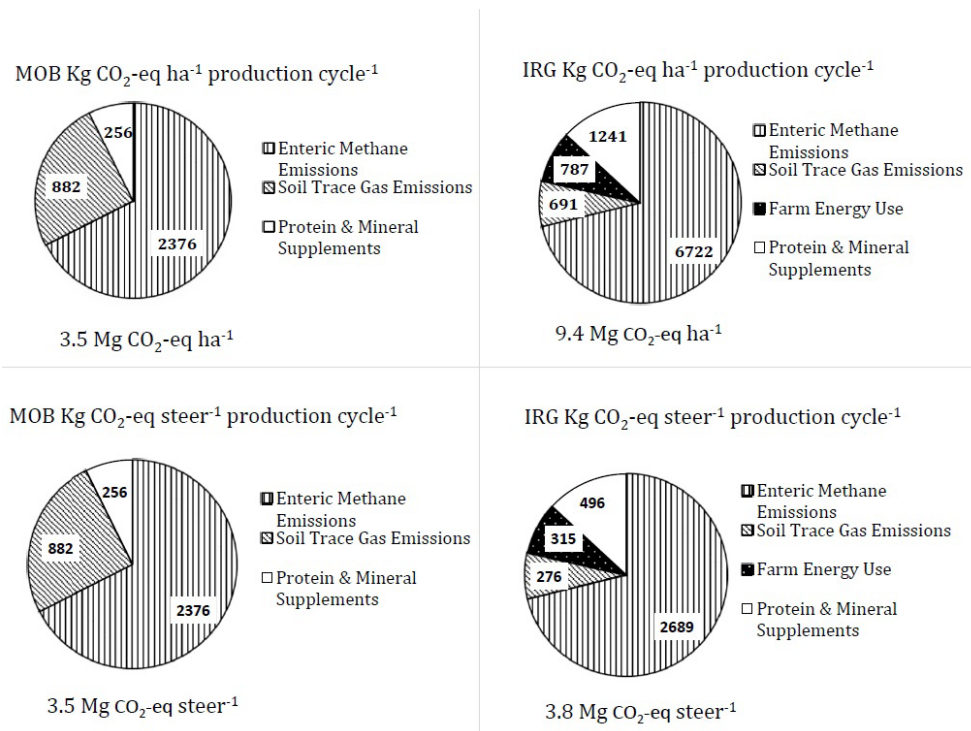 MOB Kg CO₂-eq ha⁻¹ production cycle⁻¹
256
882
2376
Enteric Methane
Emissions
Soil Trace Gas Emissions
Protein & Mineral
Supplements
3.5 Mg CO₂-eq ha⁻¹
IRG Kg CO₂-eq ha⁻¹ production cycle⁻¹
1241
787
691
6722
Enteric Methane
Emissions
Soil Trace Gas Emissions
Farm Energy Use
Protein & Mineral
Supplements
9.4 Mg CO₂-eq ha⁻¹
MOB Kg CO₂-eq steer⁻¹ production cycle⁻¹
256
882
2376
Enteric Methane
Emissions
Soil Trace Gas Emissions
Protein & Mineral
Supplements
3.5 Mg CO₂-eq steer⁻¹
IRG Kg CO₂-eq steer⁻¹ production cycle⁻¹
496
315
276
2689
Enteric Methane
Emissions
Soil Trace Gas Emissions
Farm Energy Use
Protein & Mineral
Supplements
3.8 Mg CO₂-eq steer⁻¹